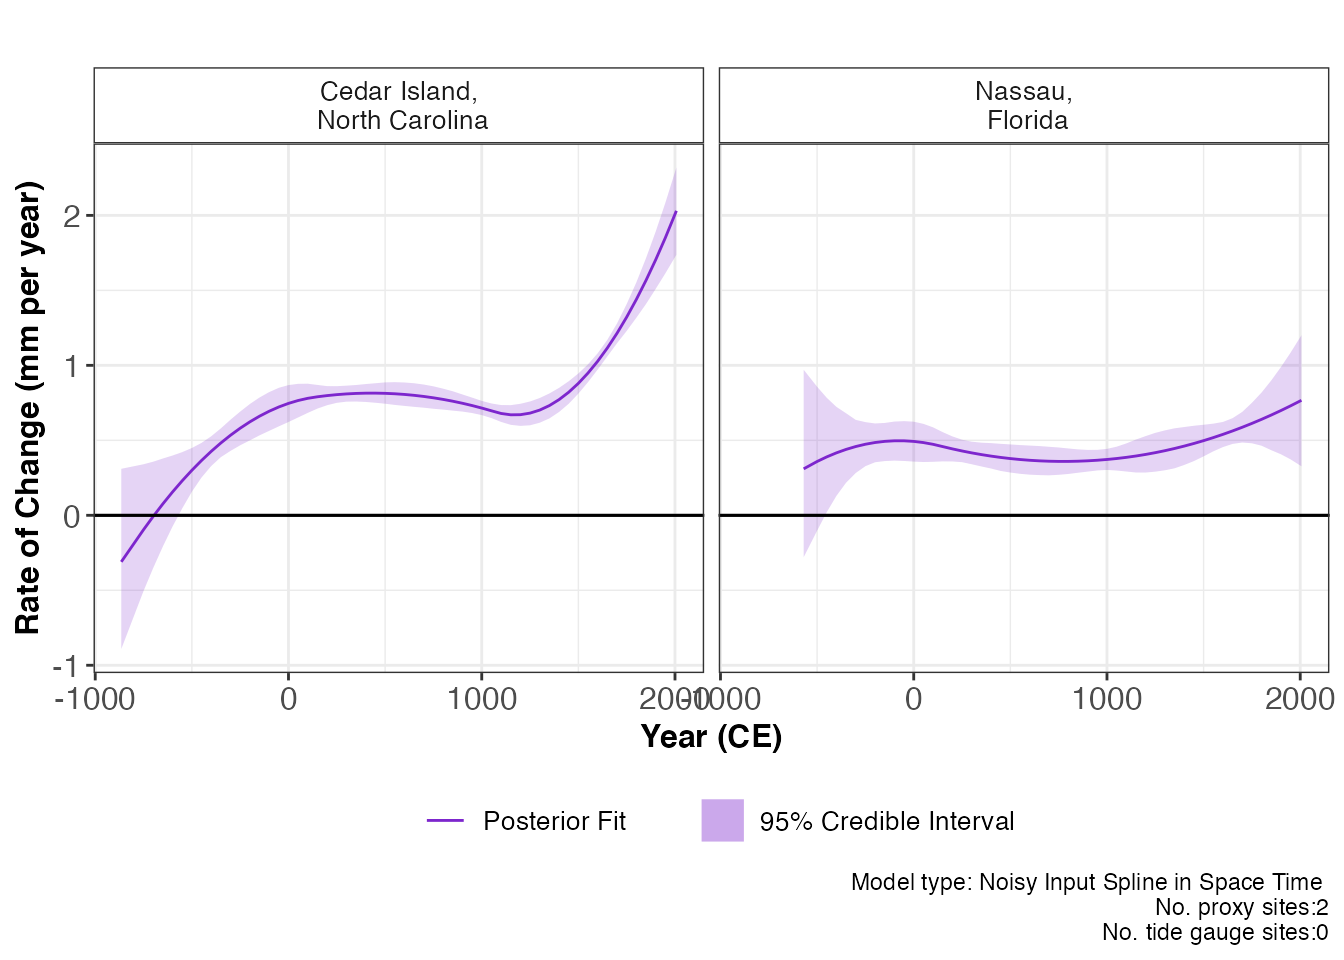 Cedar Island,
North Carolina
Nassau,
Florida
Rate of Change (mm per year)
2
1
0
-1
-1000
0
1000
2000
-1000
0
1000
2000
Year (CE)
Posterior Fit
95% Credible Interval
Model type: Noisy Input Spline in Space Time
No. proxy sites:2
No. tide gauge sites:0